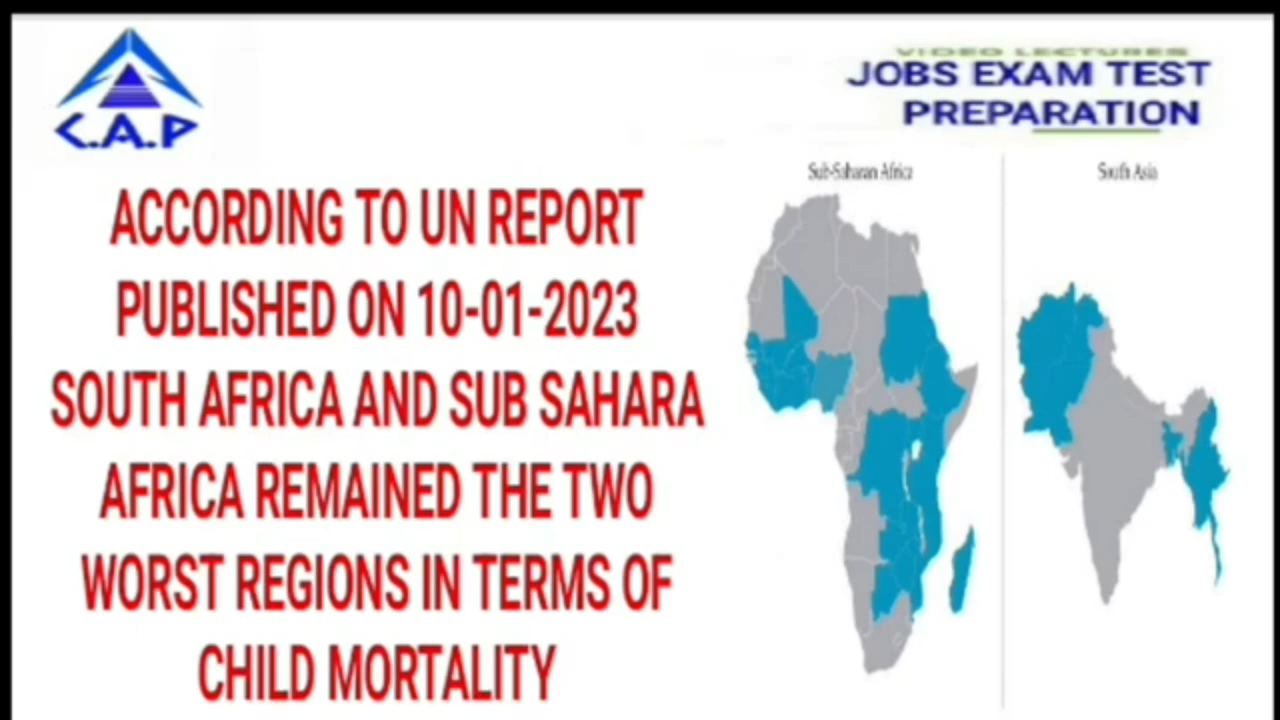 C.A.P
VIDEO LECTURES
JOBS EXAM TEST
PREPARATION
ACCORDING TO UN REPORT
PUBLISHED ON 10-01-2023
SOUTH AFRICA AND SUB SAHARA
AFRICA REMAINED THE TWO
WORST REGIONS IN TERMS OF
CHILD MORTALITY
Sub-Saharan Africa
South Asia